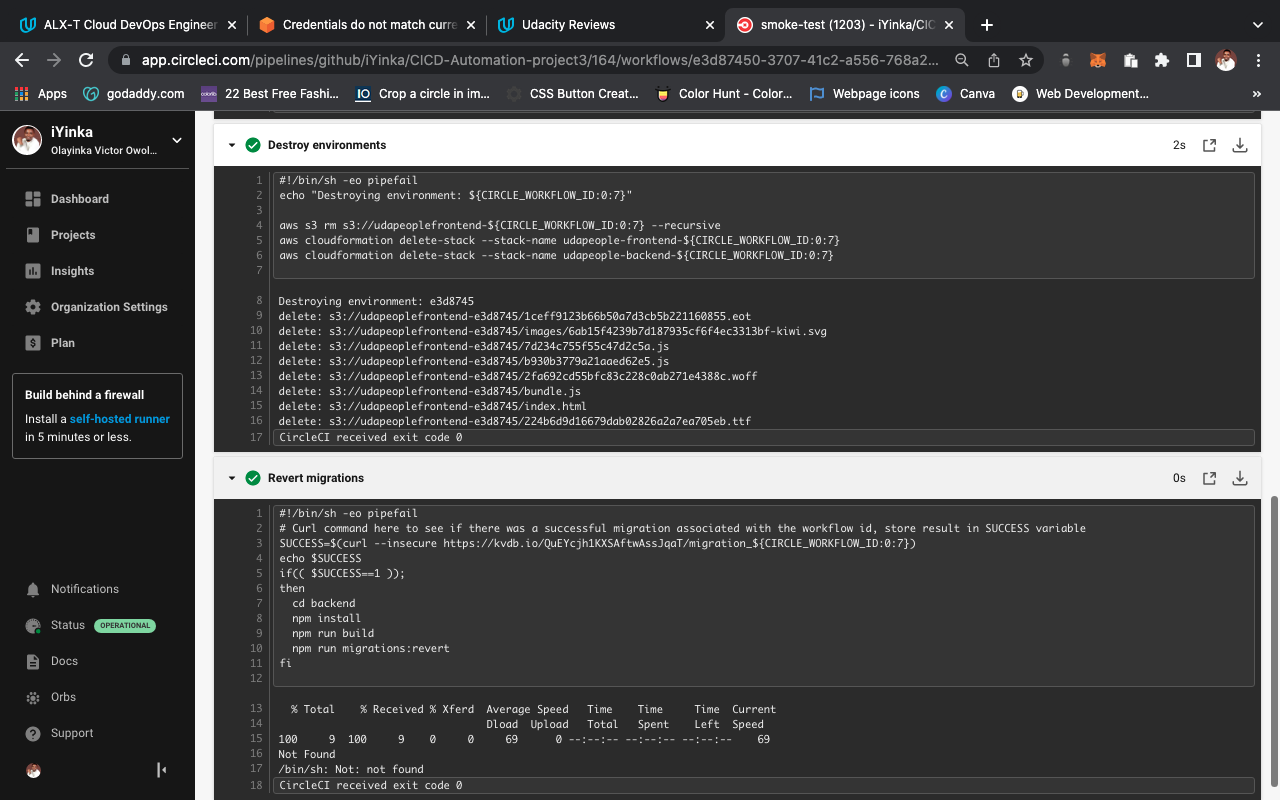 ALX-T Cloud DevOps Engineer
Credentials do not match curre
Udacity Reviews
smoke-test (1203) - iYinka/CIC
app.circleci.com/pipelines/github/iYinka/CICD-Automation-project3/164/workflows/e3d87450-3707-41c2-a556-768a2...
Apps
godaddy.com
22 Best Free Fashi...
Crop a circle in im...
CSS Button Creat...
Color Hunt - Color...
Webpage icons
Canva
Web Development...
»
iYinka
Olayinka Victor Owol...
Dashboard
Projects
Insights
Organization Settings
Plan
Build behind a firewall
Install a self-hosted runner
in 5 minutes or less.
Notifications
Status OPERATIONAL
Docs
Orbs
Support
Destroy environments 2s
1 #!/bin/sh -eo pipefail
2 echo "Destroying environment: ${CIRCLE_WORKFLOW_ID:0:7}"
3
4 aws s3 rm s3://udapeoplefrontend-${CIRCLE_WORKFLOW_ID:0:7} --recursive
5 aws cloudformation delete-stack --stack-name udapeople-frontend-${CIRCLE_WORKFLOW_ID:0:7}
6 aws cloudformation delete-stack --stack-name udapeople-backend-${CIRCLE_WORKFLOW_ID:0:7}
7
8 Destroying environment: e3d8745
9 delete: s3://udapeoplefrontend-e3d8745/1ceff9123b66b50a7d3cb5b221160855.eot
10 delete: s3://udapeoplefrontend-e3d8745/images/6ab15f4239b7d187935cf6f4ec3313bf-kiwi.svg
11 delete: s3://udapeoplefrontend-e3d8745/7d234c755f55c47d2c5a.js
12 delete: s3://udapeoplefrontend-e3d8745/b930b3779a21aaed62e5.js
13 delete: s3://udapeoplefrontend-e3d8745/2fa692cd55bfc83c228c0ab271e4388c.woff
14 delete: s3://udapeoplefrontend-e3d8745/bundle.js
15 delete: s3://udapeoplefrontend-e3d8745/index.html
16 delete: s3://udapeoplefrontend-e3d8745/224b6d9d16679dab02826a2a7ea705eb.ttf
17 CircleCI received exit code 0
Revert migrations 0s
1 #!/bin/sh -eo pipefail
2 # Curl command here to see if there was a successful migration associated with the workflow id, store result in SUCCESS variable
3 SUCCESS=$(curl --insecure https://kvdb.io/QuEYcjh1KXSAftwAssJqaT/migration_${CIRCLE_WORKFLOW_ID:0:7})
4 echo $SUCCESS
5 if(( $SUCCESS==1 ));
6 then
7 cd backend
8 npm install
9 npm run build
10 npm run migrations:revert
11 fi
12
13 % Total % Received % Xferd Average Speed Time Time Time Current
14 Dload Upload Total Spent Left Speed
15 100 9 100 9 0 0 69 0 --:--:-- --:--:-- --:--:-- 69
16 Not Found
17 /bin/sh: Not: not found
18 CircleCI received exit code 0